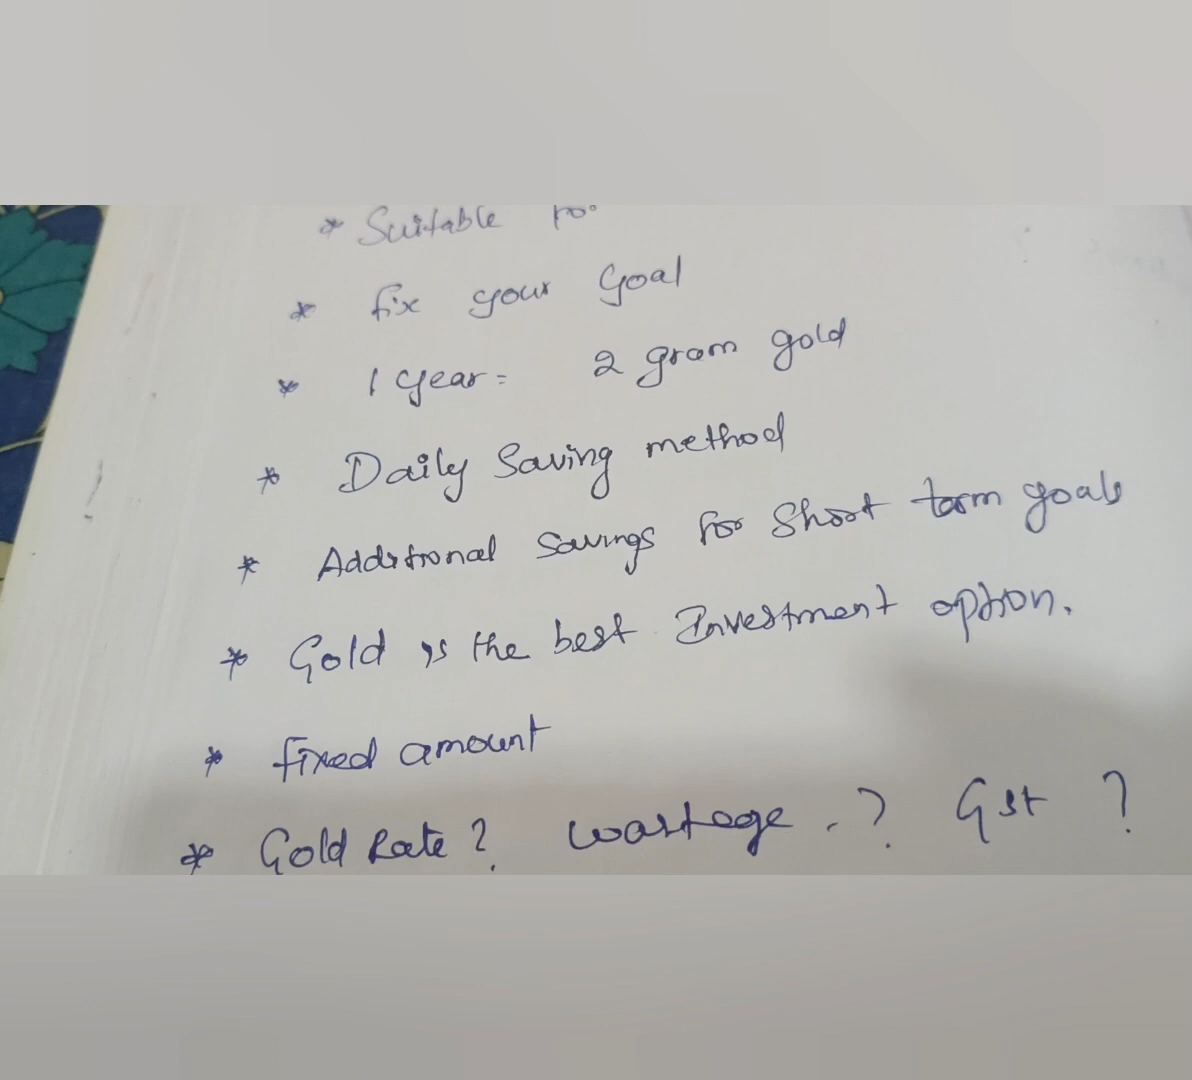 * Suitable for
* fix your Goal
* 1 year = 2 gram gold
* Daily Saving method
* Additional Savings for Short term goals
* Gold is the best Investment option.
* fixed amount
* Gold Rate? wastage.? Gst ?